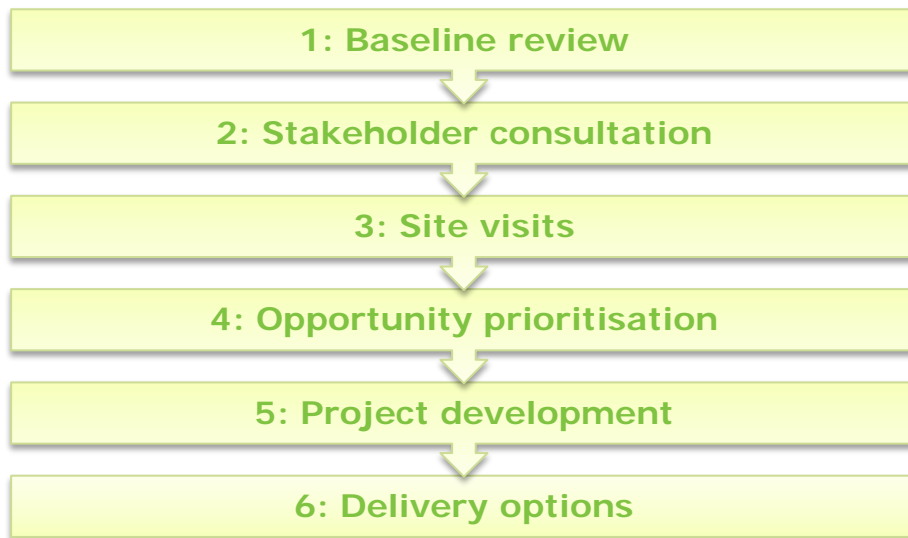 1: Baseline review
2: Stakeholder consultation
3: Site visits
4: Opportunity prioritisation
5: Project development
6: Delivery options